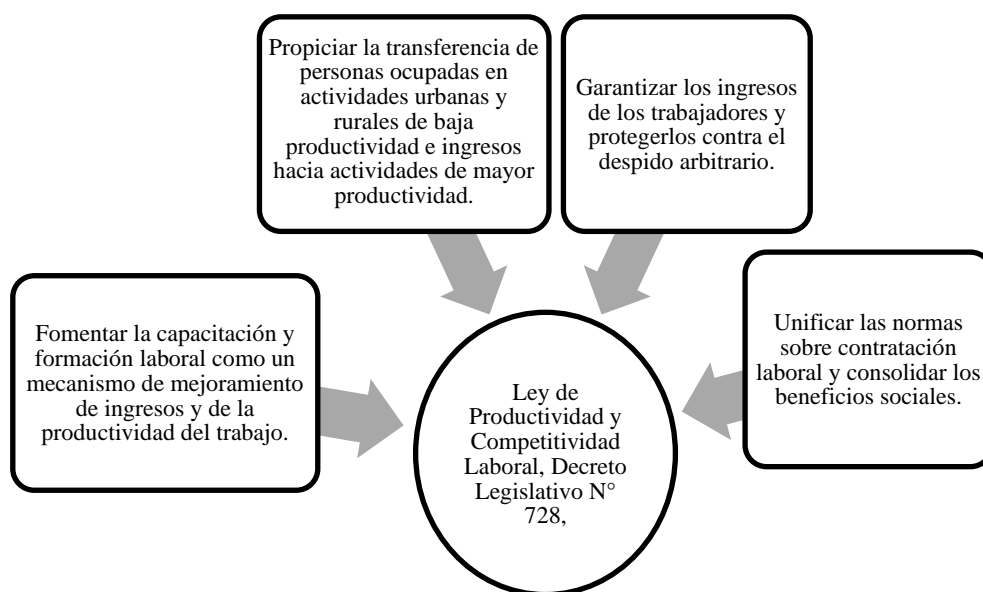 Propiciar la transferencia de
personas ocupadas en
actividades urbanas y
rurales de baja
productividad e ingresos
hacia actividades de mayor
productividad.
Garantizar los ingresos
de los trabajadores y
protegerlos contra el
despido arbitrario.
Fomentar la capacitación y
formación laboral como un
mecanismo de mejoramiento
de ingresos y de la
productividad del trabajo.
Unificar las normas
sobre contratación
laboral y consolidar los
beneficios sociales.
Ley de
Productividad y
Competitividad
Laboral, Decreto
Legislativo N°
728,